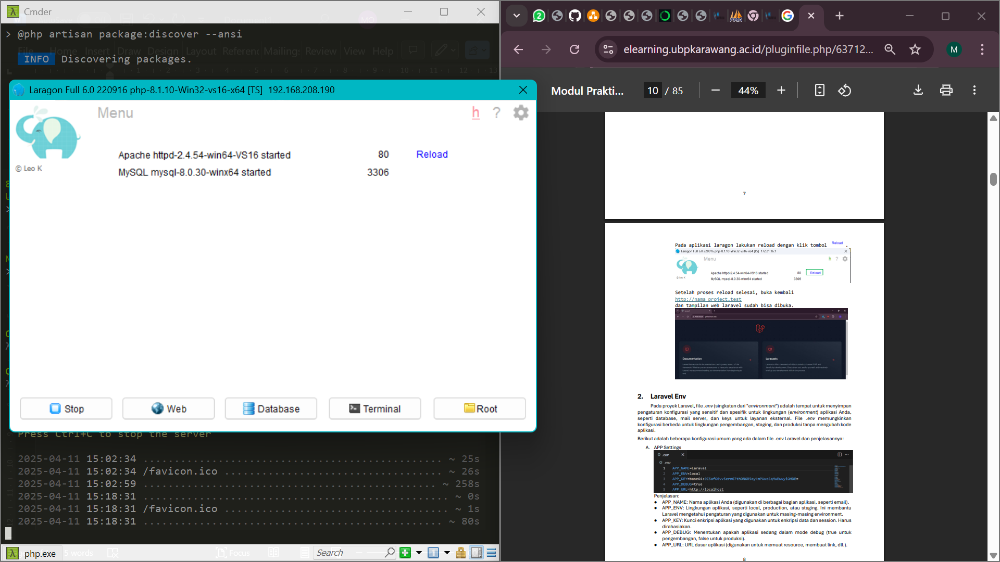 Cmder
> @php artisan package:discover --ansi
File Home Insert Draw Design Layout Mailings Review View Help
INFO Discovering packages.
Laragon Full 6.0 220916 php-8.1.10-Win32-vs16-x64 [TS] 192.168.208.190
Menu
h ?
© Leo K
Apache httpd-2.4.54-win64-VS16 started 80 Reload
MySQL mysql-8.0.30-winx64 started 3306
Stop Web Database Terminal Root
Press Ctrl+C to stop the server
2025-04-11 15:02:34 ................................................ ~ 25s
2025-04-11 15:02:34 /favicon.ico ................................... ~ 26s
2025-04-11 15:02:59 ............................................... ~ 258s
2025-04-11 15:18:31 ................................................. ~ 0s
2025-04-11 15:18:31 /favicon.ico .................................... ~ 1s
2025-04-11 15:18:31 ................................................ ~ 80s
php.exe 5 words Focus Search 1
elearning.ubpkarawang.ac.id/pluginfile.php/63712... M
Modul Prakti... 10 / 85 44%
7
Pada aplikasi laragon lakukan reload dengan klik tombol Reload .
Laragon Full 6.0 220916 php-8.1.10-Win32-vs16-x64 [TS] 172.21.16.1
Menu h ?
Apache httpd-2.4.54-win64-VS16 started 80 Reload
© Leo K MySQL mysql-8.0.30-winx64 started 3306
Setelah proses reload selesai, buka kembali
http://nama_project.test
dan tampilan web laravel sudah bisa dibuka.
Documentation Laracasts
2. Laravel Env
Pada proyek Laravel, file .env (singkatan dari "environment") adalah tempat untuk menyimpan
pengaturan konfigurasi yang sensitif dan spesifik untuk lingkungan (environment) aplikasi Anda,
seperti database, mail server, dan keys untuk layanan eksternal. File .env memungkinkan
konfigurasi berbeda untuk lingkungan pengembangan, staging, dan produksi tanpa mengubah kode
aplikasi.
Berikut adalah beberapa konfigurasi umum yang ada dalam file .env Laravel dan penjelasannya:
A. APP Settings
.env
.env
1 APP_NAME=Laravel
2 APP_ENV=local
3
4 APP_DEBUG=true
5 APP_URL=http://localhost
Penjelasan:
● APP_NAME: Nama aplikasi Anda (digunakan di berbagai bagian aplikasi, seperti email).
● APP_ENV: Lingkungan aplikasi, seperti local, production, atau staging. Ini membantu
Laravel mengetahui pengaturan yang digunakan untuk masing-masing environment.
● APP_KEY: Kunci enkripsi aplikasi yang digunakan untuk enkripsi data dan session. Harus
dirahasiakan.
● APP_DEBUG: Menentukan apakah aplikasi sedang dalam mode debug (true untuk
pengembangan, false untuk produksi).
● APP_URL: URL dasar aplikasi (digunakan untuk memuat resource, membuat link, dll.).
8